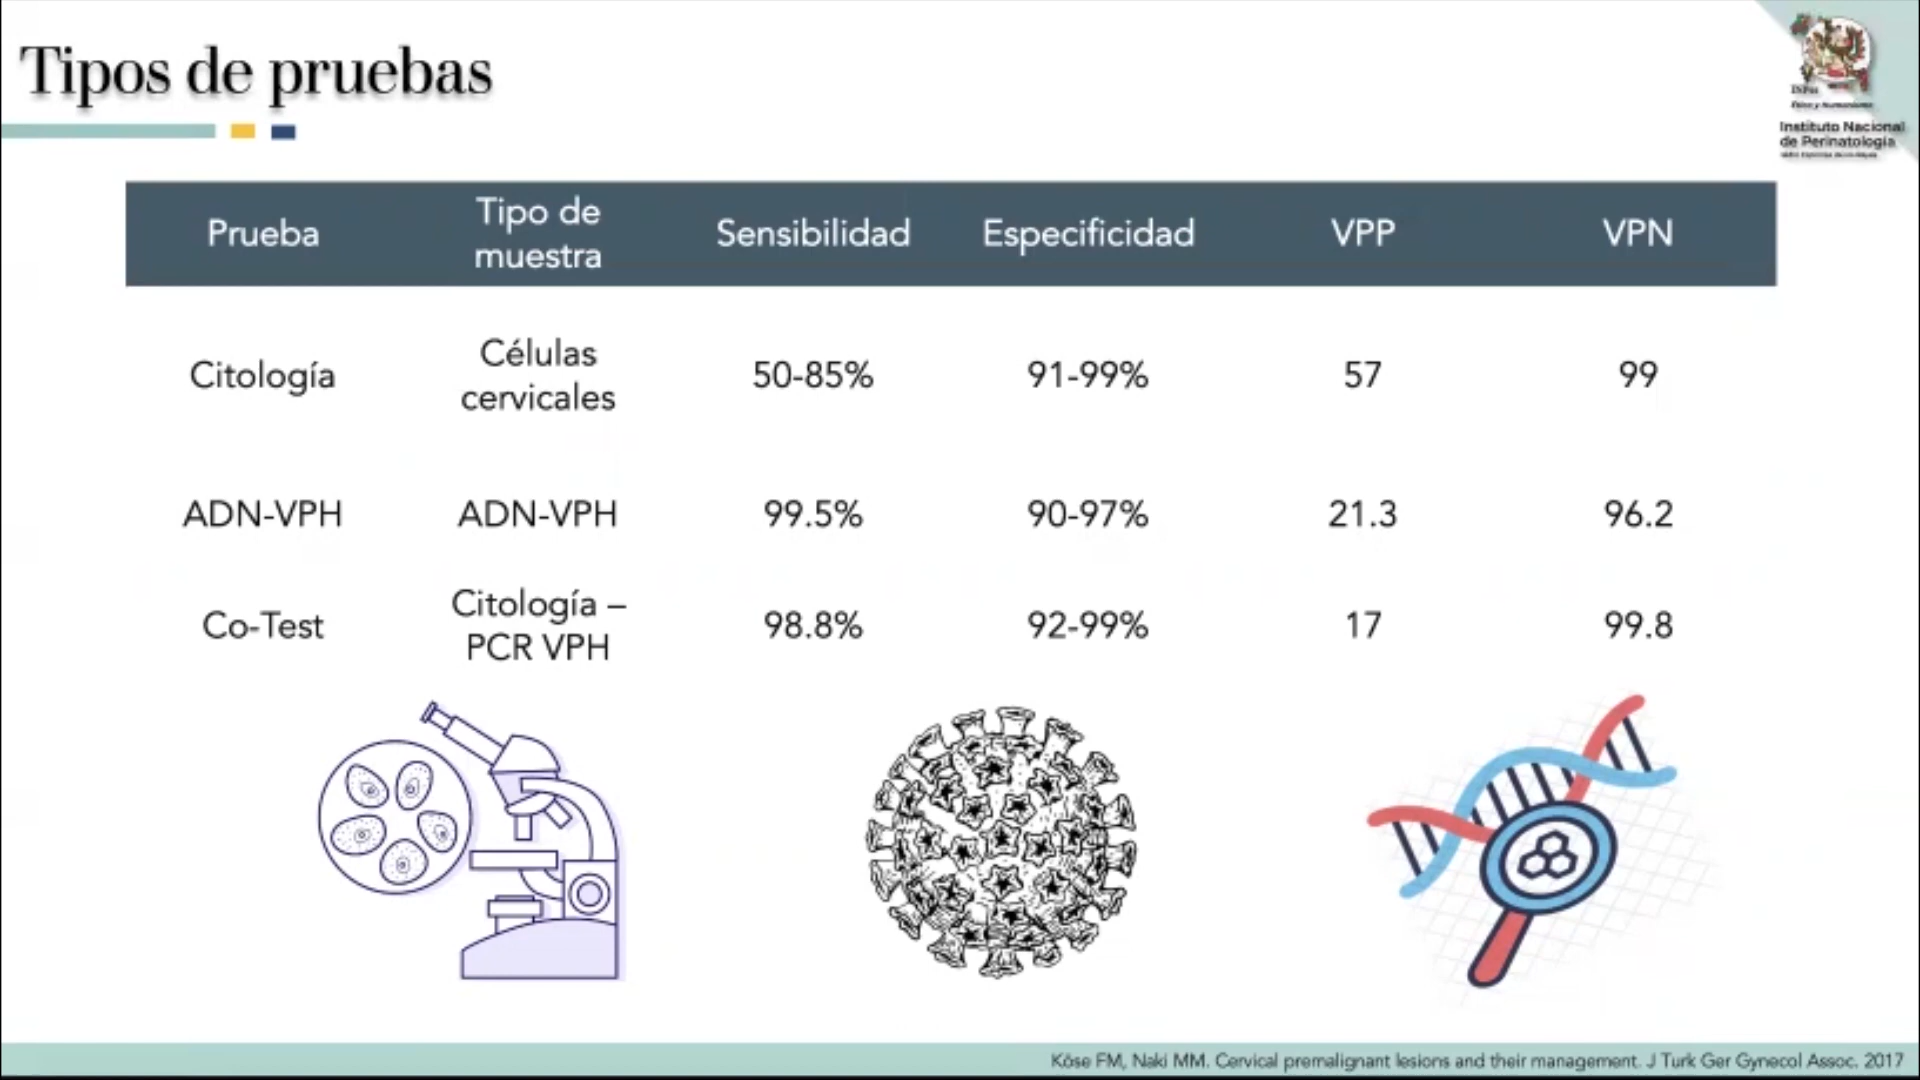 Tipos de pruebas
INPer
Ética y Humanismo
Instituto Nacional
de Perinatología
Prueba
Tipo de
muestra
Sensibilidad
Especificidad
VPP
VPN
Citología
Células
cervicales
50-85%
91-99%
57
99
ADN-VPH
ADN-VPH
99.5%
90-97%
21.3
96.2
Co-Test
Citología –
PCR VPH
98.8%
92-99%
17
99.8
Köse FM, Naki MM. Cervical premalignant lesions and their management. J Turk Ger Gynecol Assoc. 2017